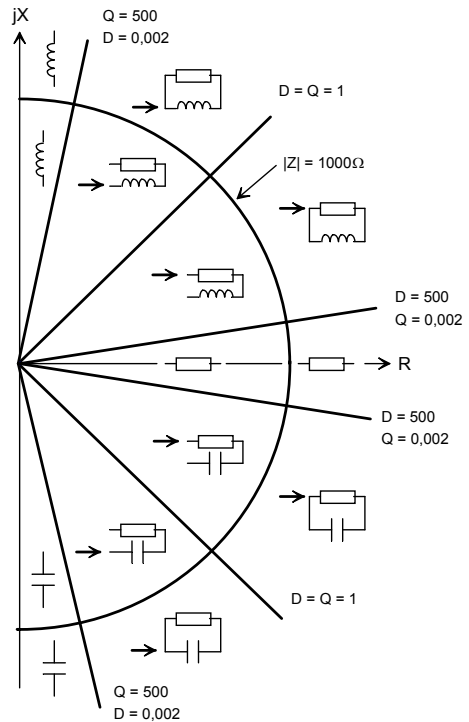 jX
Q = 500
D = 0,002
D = Q = 1
|Z| = 1000Ω
D = 500
Q = 0,002
R
D = 500
Q = 0,002
D = Q = 1
Q = 500
D = 0,002